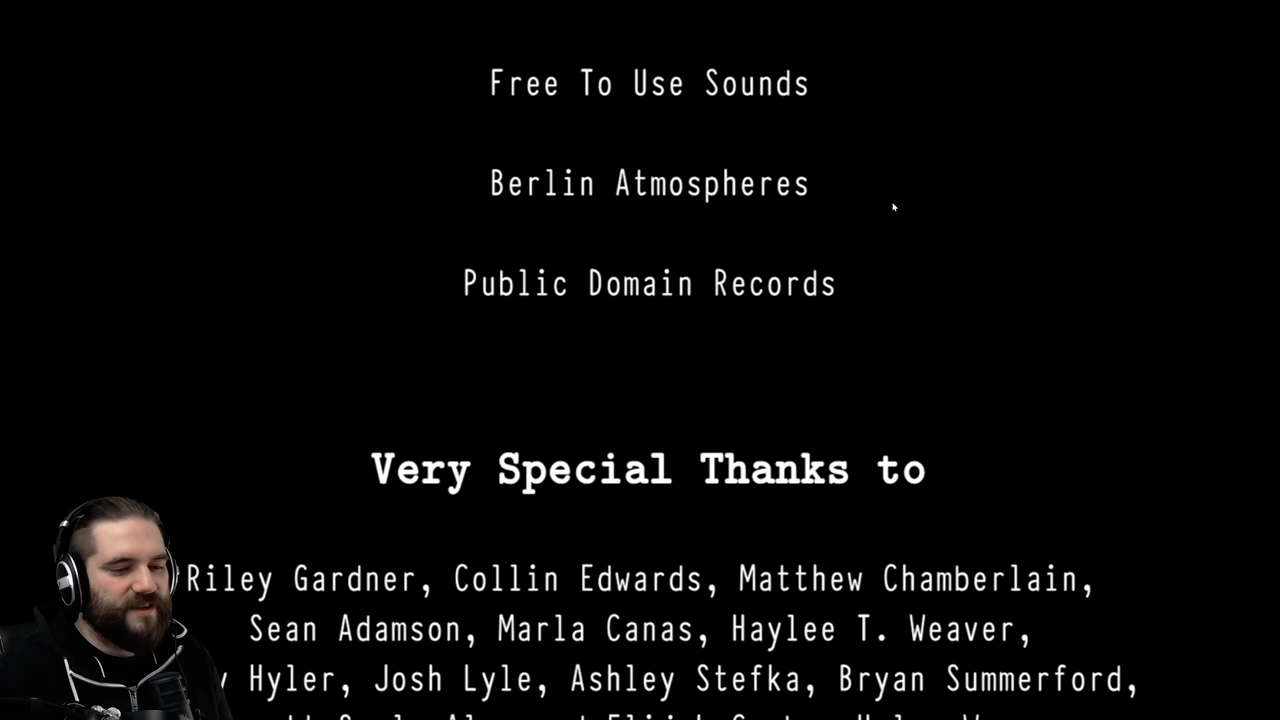 Free To Use Sounds
Berlin Atmospheres
Public Domain Records
Very Special Thanks to
Riley Gardner, Collin Edwards, Matthew Chamberlain,
Sean Adamson, Marla Canas, Haylee T. Weaver,
Hyler, Josh Lyle, Ashley Stefka, Bryan Summerford,